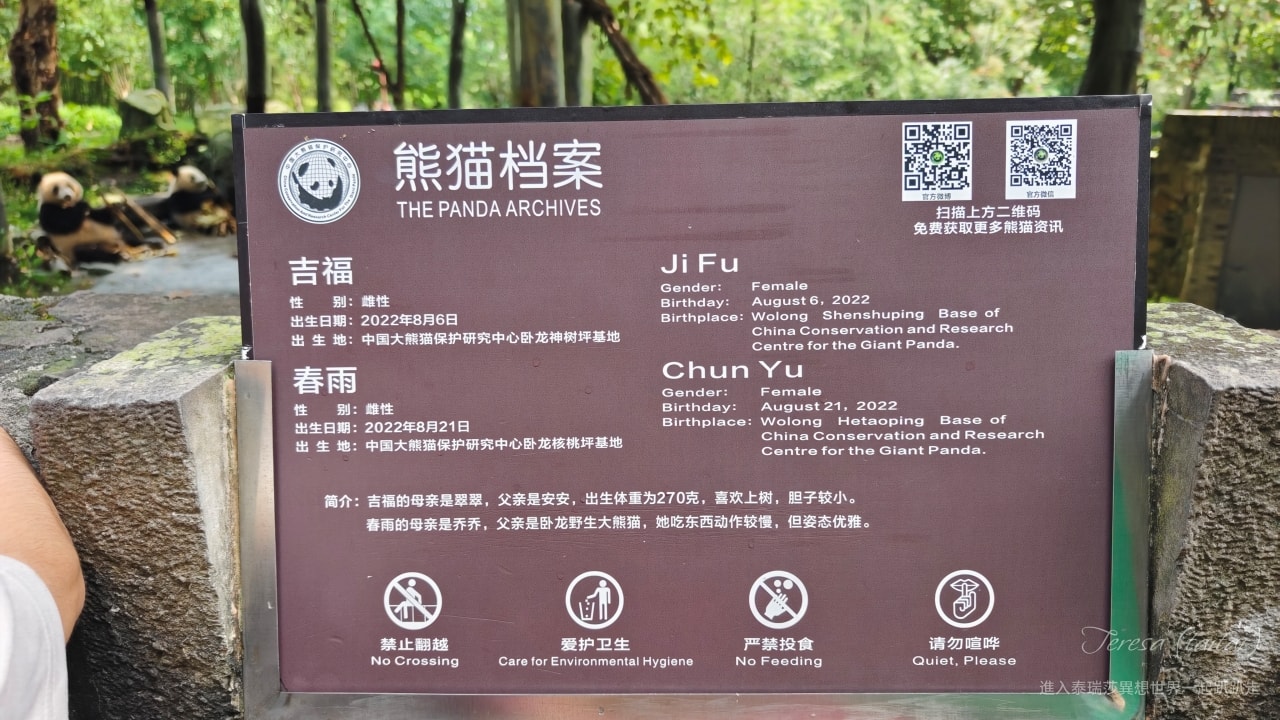 熊猫档案
THE PANDA ARCHIVES
官方微博
官方微信
扫描上方二维码
免费获取更多熊猫资讯
吉福
性 别：雌性
出生日期：2022年8月6日
出 生 地：中国大熊猫保护研究中心卧龙神树坪基地
Ji Fu
Gender: Female
Birthday: August 6, 2022
Birthplace: Wolong Shenshuping Base of
China Conservation and Research
Centre for the Giant Panda.
春雨
性 别：雌性
出生日期：2022年8月21日
出 生 地：中国大熊猫保护研究中心卧龙核桃坪基地
Chun Yu
Gender: Female
Birthday: August 21, 2022
Birthplace: Wolong Hetaoping Base of
China Conservation and Research
Centre for the Giant Panda.
简介：吉福的母亲是翠翠，父亲是安安，出生体重为270克，喜欢上树，胆子较小。
春雨的母亲是乔乔，父亲是卧龙野生大熊猫，她吃东西动作较慢，但姿态优雅。
禁止翻越
No Crossing
爱护卫生
Care for Environmental Hygiene
严禁投食
No Feeding
请勿喧哗
Quiet, Please
Teresa
進入泰瑞莎異想世界